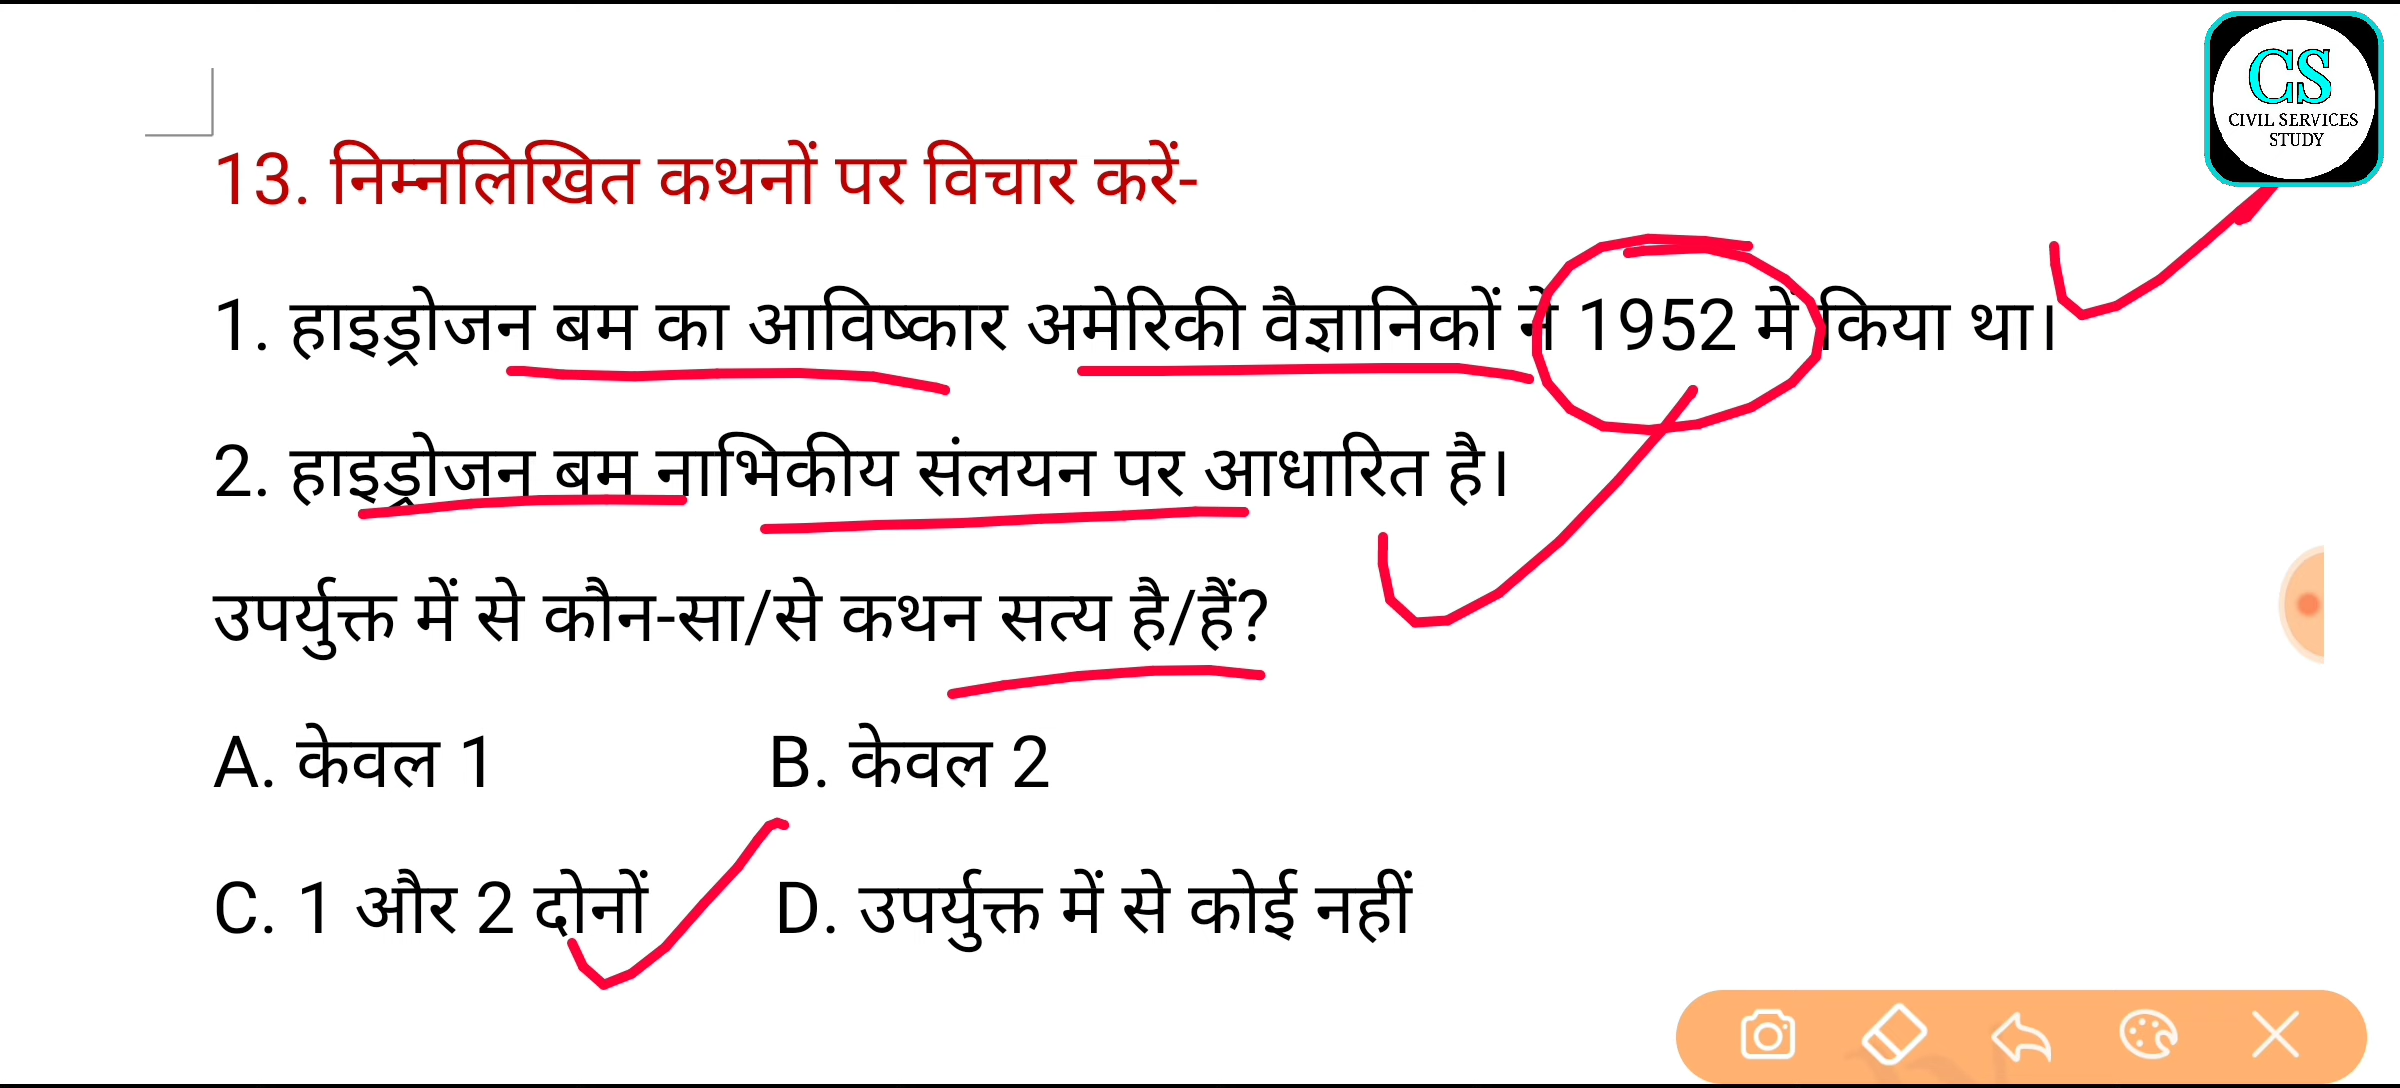 CS
CIVIL SERVICES
STUDY
13. निम्नलिखित कथनों पर विचार करें-
1. हाइड्रोजन बम का आविष्कार अमेरिकी वैज्ञानिकों ने 1952 में किया था।
2. हाइड्रोजन बम नाभिकीय संलयन पर आधारित है।
उपर्युक्त में से कौन-सा/से कथन सत्य है/हैं?
A. केवल 1 B. केवल 2
C. 1 और 2 दोनों D. उपर्युक्त में से कोई नहीं